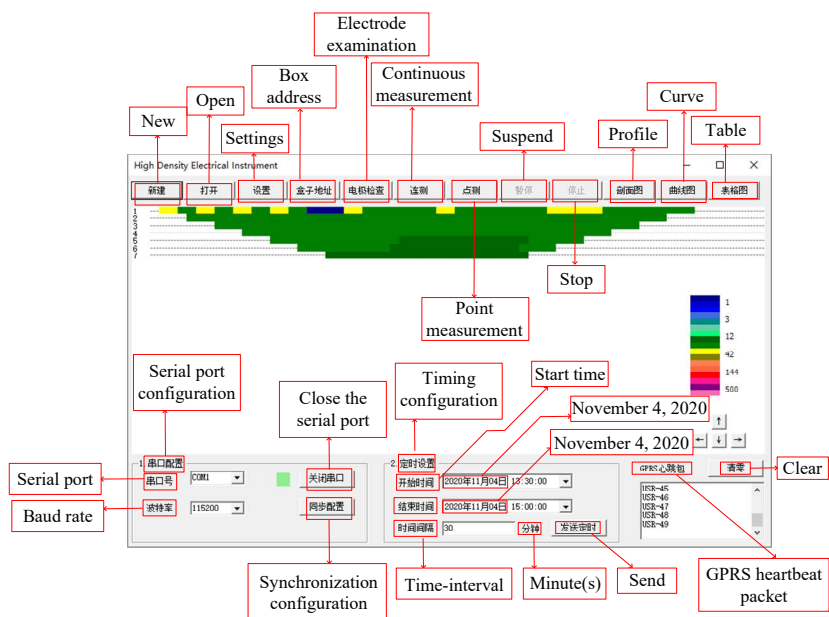 Electrode
examination
Box
address
Continuous
measurement
Open
Curve
New
Settings
Suspend
Profile
Table
High Density Electrical Instrument
新建
打开
设置
盒子地址
电极检查
连测
点测
暂停
停止
剖面图
曲线图
表格图
1
2
3
4
5
6
7
Stop
Point
measurement
1
3
12
42
144
500
Serial port
configuration
Close the
serial port
Timing
configuration
Start time
November 4, 2020
November 4, 2020
↑
← ↓ →
1 串口配置
2 定时设置
GPRS心跳包
清零
Clear
Serial port
串口号
COM1
关闭串口
开始时间
2020年11月04日 13:30:00
USR-45
USR-46
USR-47
USR-48
USR-49
Baud rate
波特率
115200
同步配置
结束时间
2020年11月04日 15:00:00
时间间隔
30
分钟
发送定时
Synchronization
configuration
Time-interval
Minute(s)
Send
GPRS heartbeat
packet